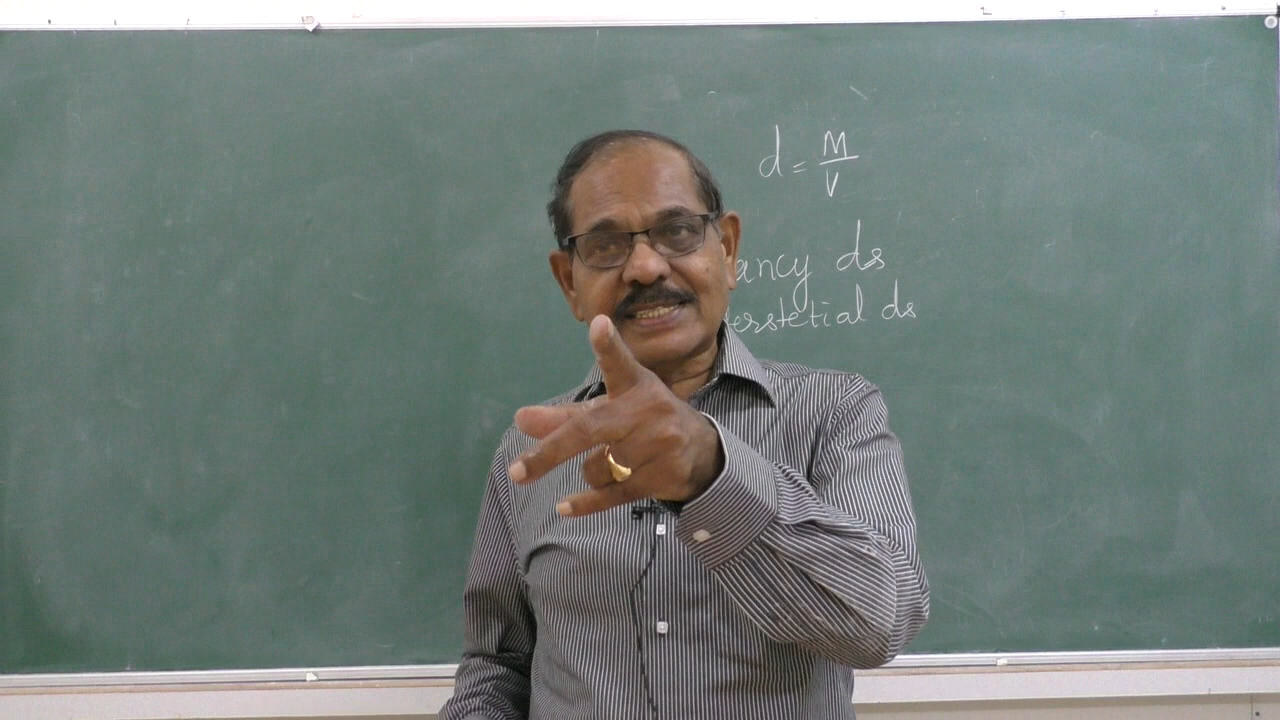 d = M/V
ancy ds
erstetial ds